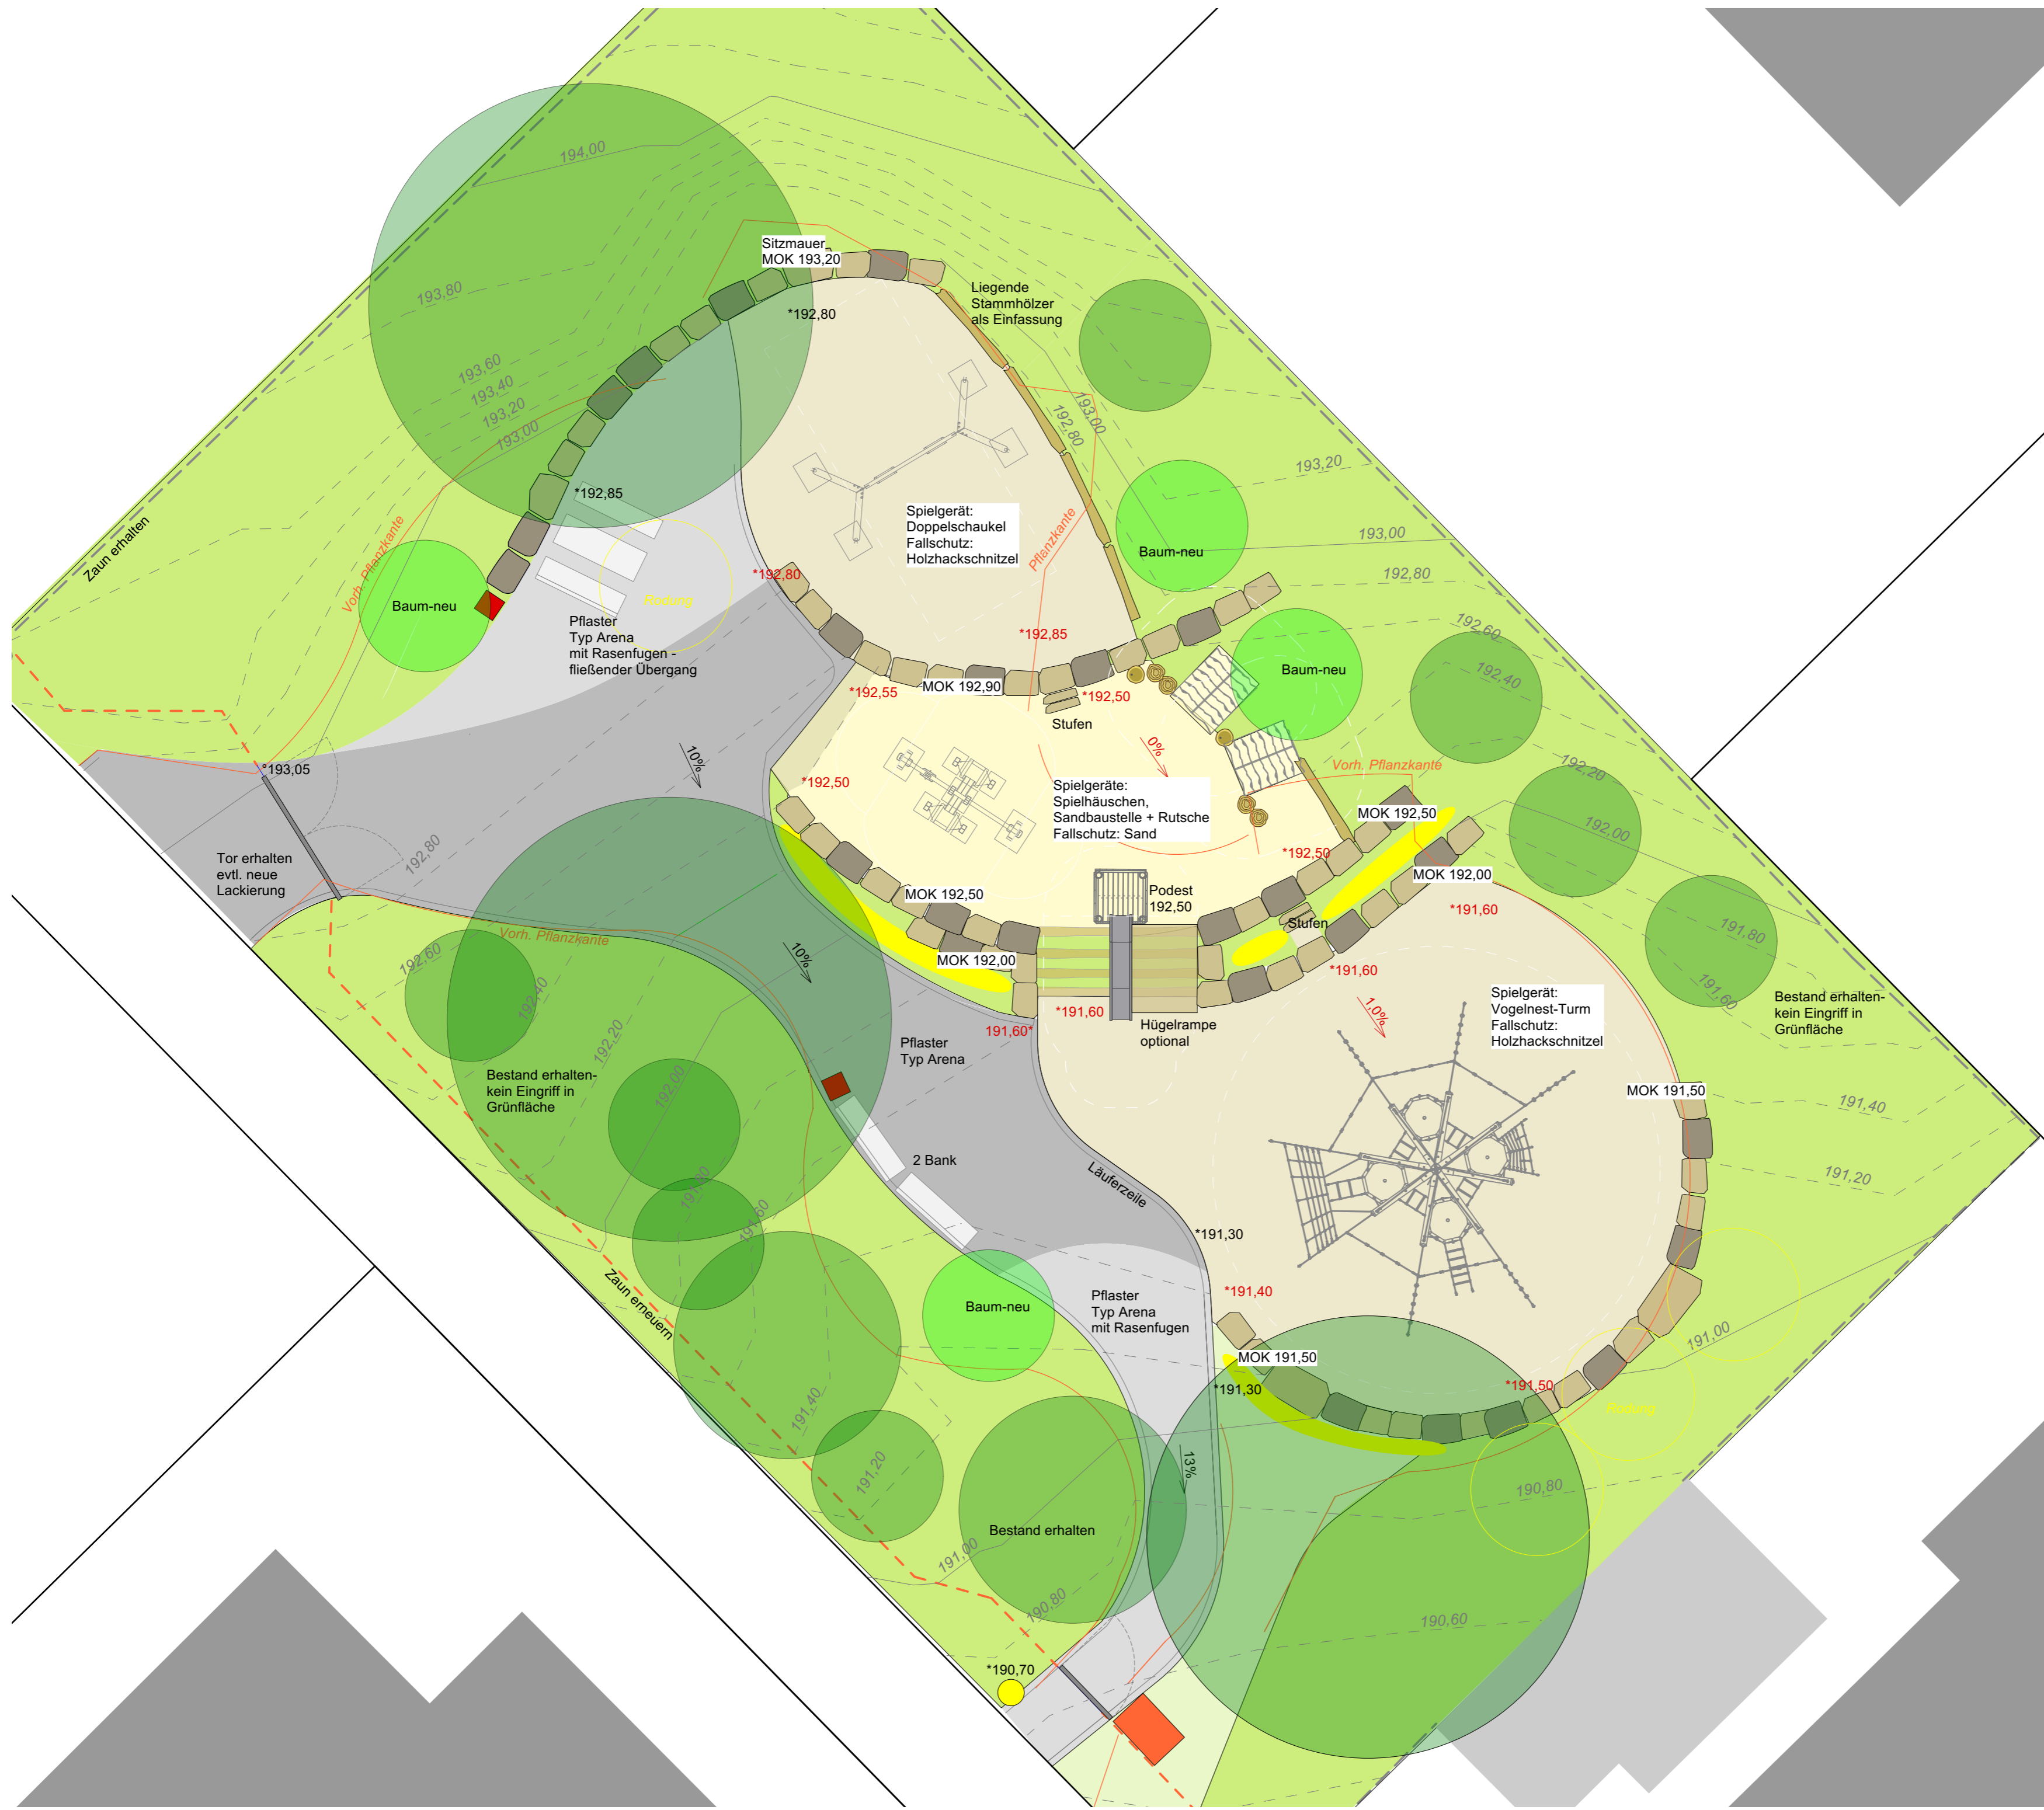 194,00
Sitzmauer
MOK 193,20
193,80
Liegende
Stammhölzer
als Einfassung
*192,80
193,60
193,40
193,20
193,00
193,00
192,80
193,20
*192,85
Zaun erhalten
Vorh. Pflanzkante
Spielgerät:
Doppelschaukel
Fallschutz:
Holzhackschnitzel
Pflanzkante
193,00
Baum-neu
*192,80
192,80
Baum-neu
Rodung
Pflaster
Typ Arena
mit Rasenfugen -
fließender Übergang
*192,85
192,60
192,40
Baum-neu
*192,55
MOK 192,90
*192,50
Stufen
10%
0%
*193,05
*192,50
Vorh. Pflanzkante
192,20
Spielgeräte:
Spielhäuschen,
Sandbaustelle + Rutsche
Fallschutz: Sand
MOK 192,50
192,00
192,80
Tor erhalten
evtl. neue
Lackierung
*192,50
MOK 192,00
MOK 192,50
Podest
192,50
*191,60
Stufen
191,80
Vorh. Pflanzkante
192,60
10%
MOK 192,00
*191,60
192,40
191,60
Spielgerät:
Vogelnest-Turm
Fallschutz:
Holzhackschnitzel
Bestand erhalten-
kein Eingriff in
Grünfläche
*191,60
1,0%
191,60*
Hügelrampe
optional
192,20
Pflaster
Typ Arena
Bestand erhalten-
kein Eingriff in
Grünfläche
192,00
MOK 191,50
191,40
2 Bank
Läuferzeile
191,20
191,60
*191,30
Zaun erneuern
*191,40
Baum-neu
Pflaster
Typ Arena
mit Rasenfugen
191,00
MOK 191,50
*191,30
*191,50
191,40
Rodung
191,20
13%
190,80
Bestand erhalten
191,00
190,80
190,60
*190,70